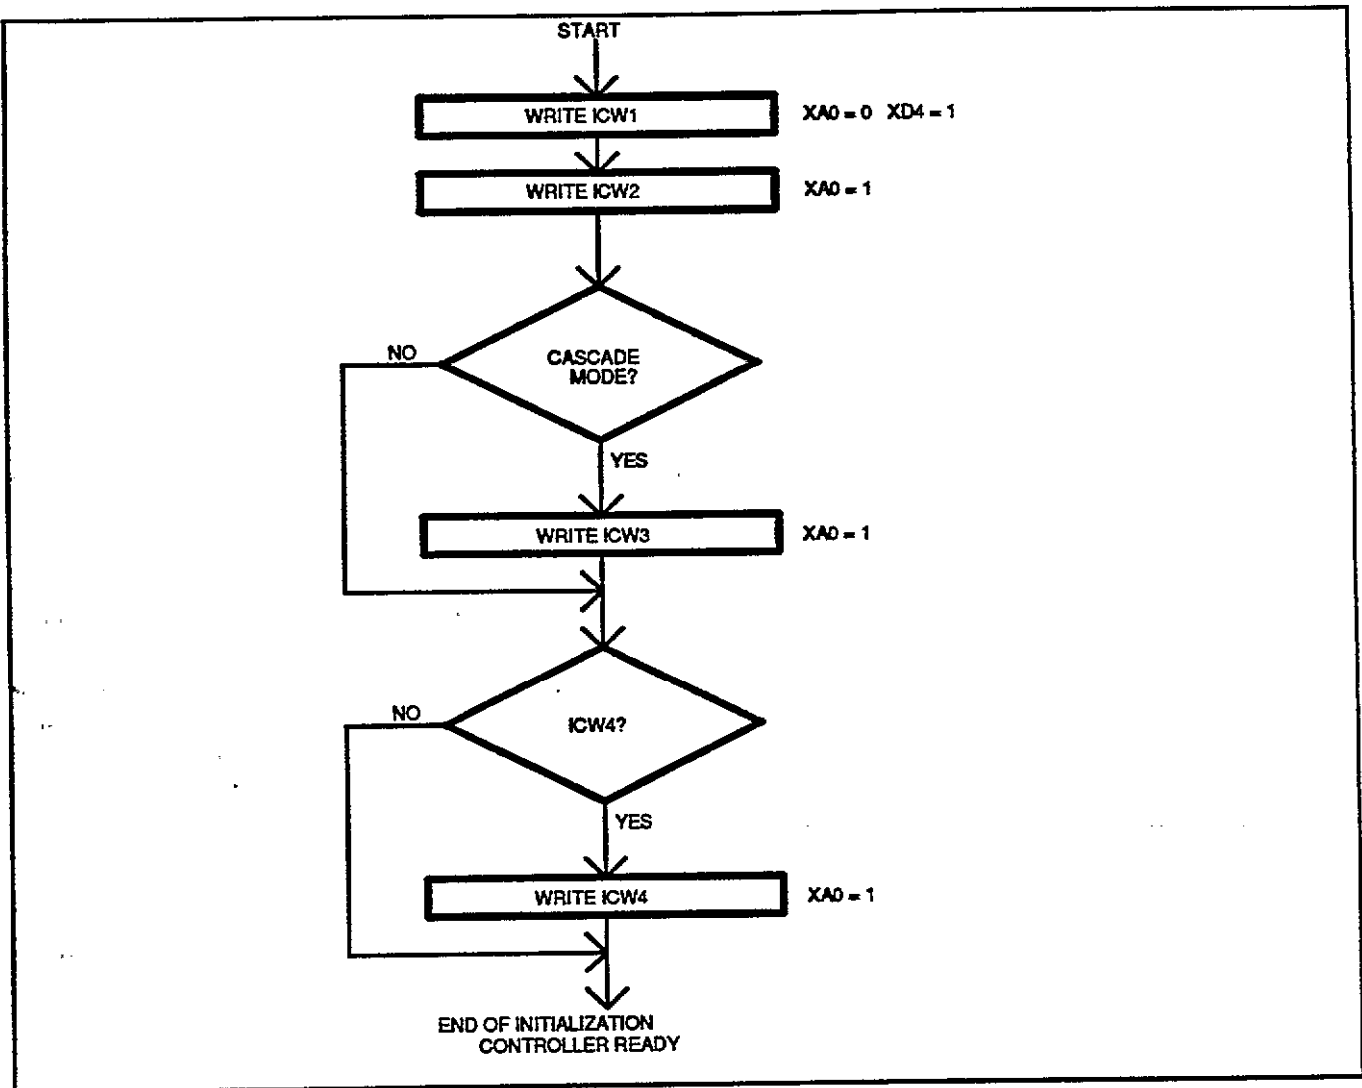 START
WRITE ICW1
XA0 = 0 XD4 = 1
WRITE ICW2
XA0 = 1
NO
CASCADE
MODE?
YES
WRITE ICW3
XA0 = 1
NO
ICW4?
YES
WRITE ICW4
XA0 = 1
END OF INITIALIZATION
CONTROLLER READY